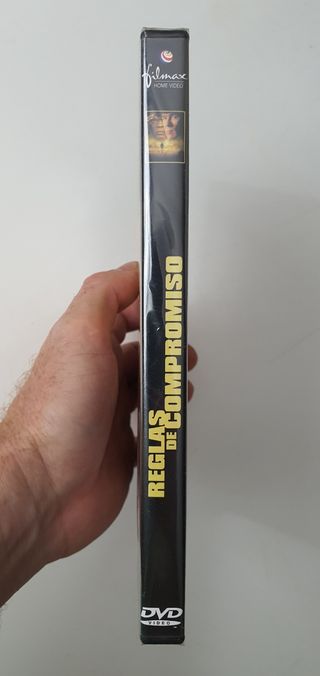 filmax
HOME VIDEO
REGLAS
DE COMPROMISO
DVD
VIDEO